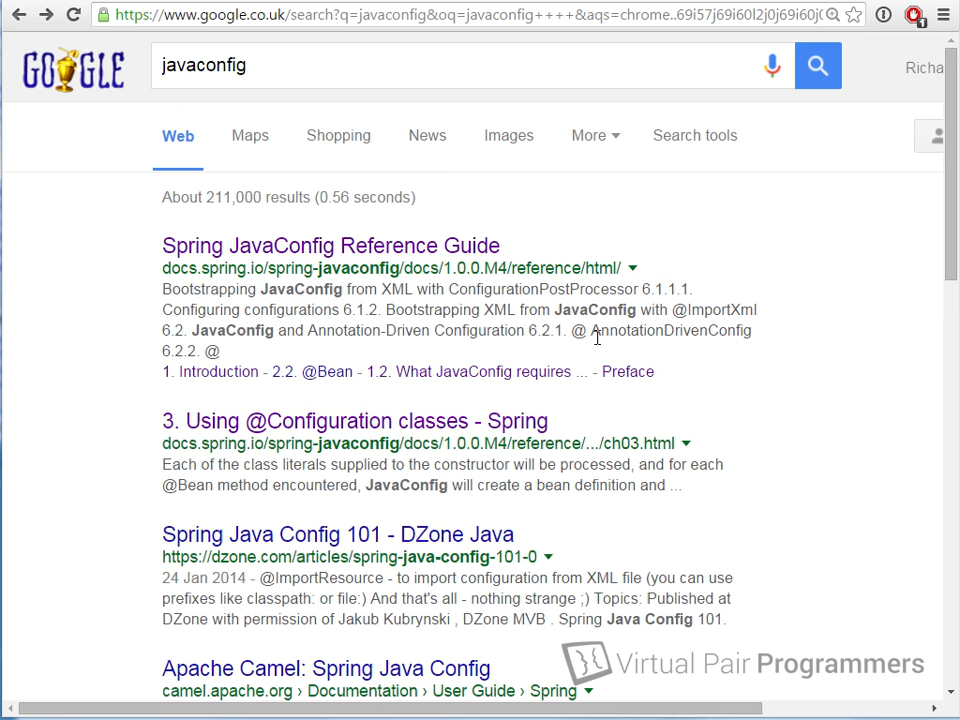 https://www.google.co.uk/search?q=javaconfig&oq=javaconfig++++&aqs=chrome..69i57j69i60l2j0j69i60j0
GOOGLE
javaconfig
Richa
Web Maps Shopping News Images More Search tools
About 211,000 results (0.56 seconds)
Spring JavaConfig Reference Guide
docs.spring.io/spring-javaconfig/docs/1.0.0.M4/reference/html/
Bootstrapping JavaConfig from XML with ConfigurationPostProcessor 6.1.1.1.
Configuring configurations 6.1.2. Bootstrapping XML from JavaConfig with @ImportXml
6.2. JavaConfig and Annotation-Driven Configuration 6.2.1. @ AnnotationDrivenConfig
6.2.2. @
1. Introduction - 2.2. @Bean - 1.2. What JavaConfig requires ... - Preface
3. Using @Configuration classes - Spring
docs.spring.io/spring-javaconfig/docs/1.0.0.M4/reference/.../ch03.html
Each of the class literals supplied to the constructor will be processed, and for each
@Bean method encountered, JavaConfig will create a bean definition and ...
Spring Java Config 101 - DZone Java
https://dzone.com/articles/spring-java-config-101-0
24 Jan 2014 - @ImportResource - to import configuration from XML file (you can use
prefixes like classpath: or file:) And that's all - nothing strange ;) Topics: Published at
DZone with permission of Jakub Kubrynski , DZone MVB . Spring Java Config 101.
Virtual Pair Programmers
Apache Camel: Spring Java Config
camel.apache.org › Documentation › User Guide › Spring